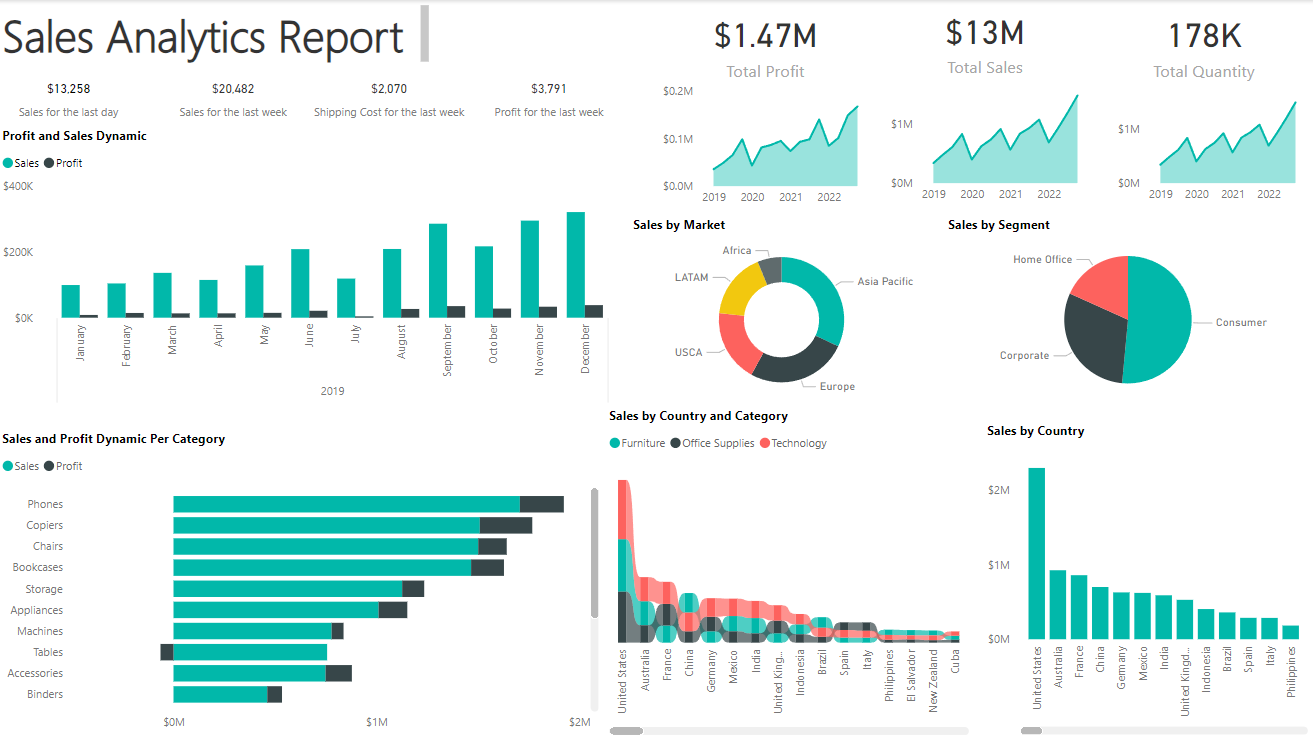 Sales Analytics Report
$13,258
Sales for the last day
$20,482
Sales for the last week
$2,070
Shipping Cost for the last week
$3,791
Profit for the last week
$1.47M
Total Profit
$0.2M
$0.1M
$0.0M
2019 2020 2021 2022
$13M
Total Sales
$1M
$0M
2019 2020 2021 2022
178K
Total Quantity
$1M
$0M
2019 2020 2021 2022
Profit and Sales Dynamic
Sales Profit
$400K
$200K
$0K
January February March April May June July August September October November December
2019
Sales by Market
Africa
LATAM
Asia Pacific
USCA
Europe
Sales by Segment
Home Office
Consumer
Corporate
Sales and Profit Dynamic Per Category
Sales Profit
Phones
Copiers
Chairs
Bookcases
Storage
Appliances
Machines
Tables
Accessories
Binders
$0M $1M $2M
Sales by Country and Category
Furniture Office Supplies Technology
United States Australia France China Germany Mexico India United King... Indonesia Brazil Spain Italy Philippines El Salvador New Zealand Cuba
Sales by Country
$2M
$1M
$0M
United States Australia France China Germany Mexico India United Kingd... Indonesia Brazil Spain Italy Philippines